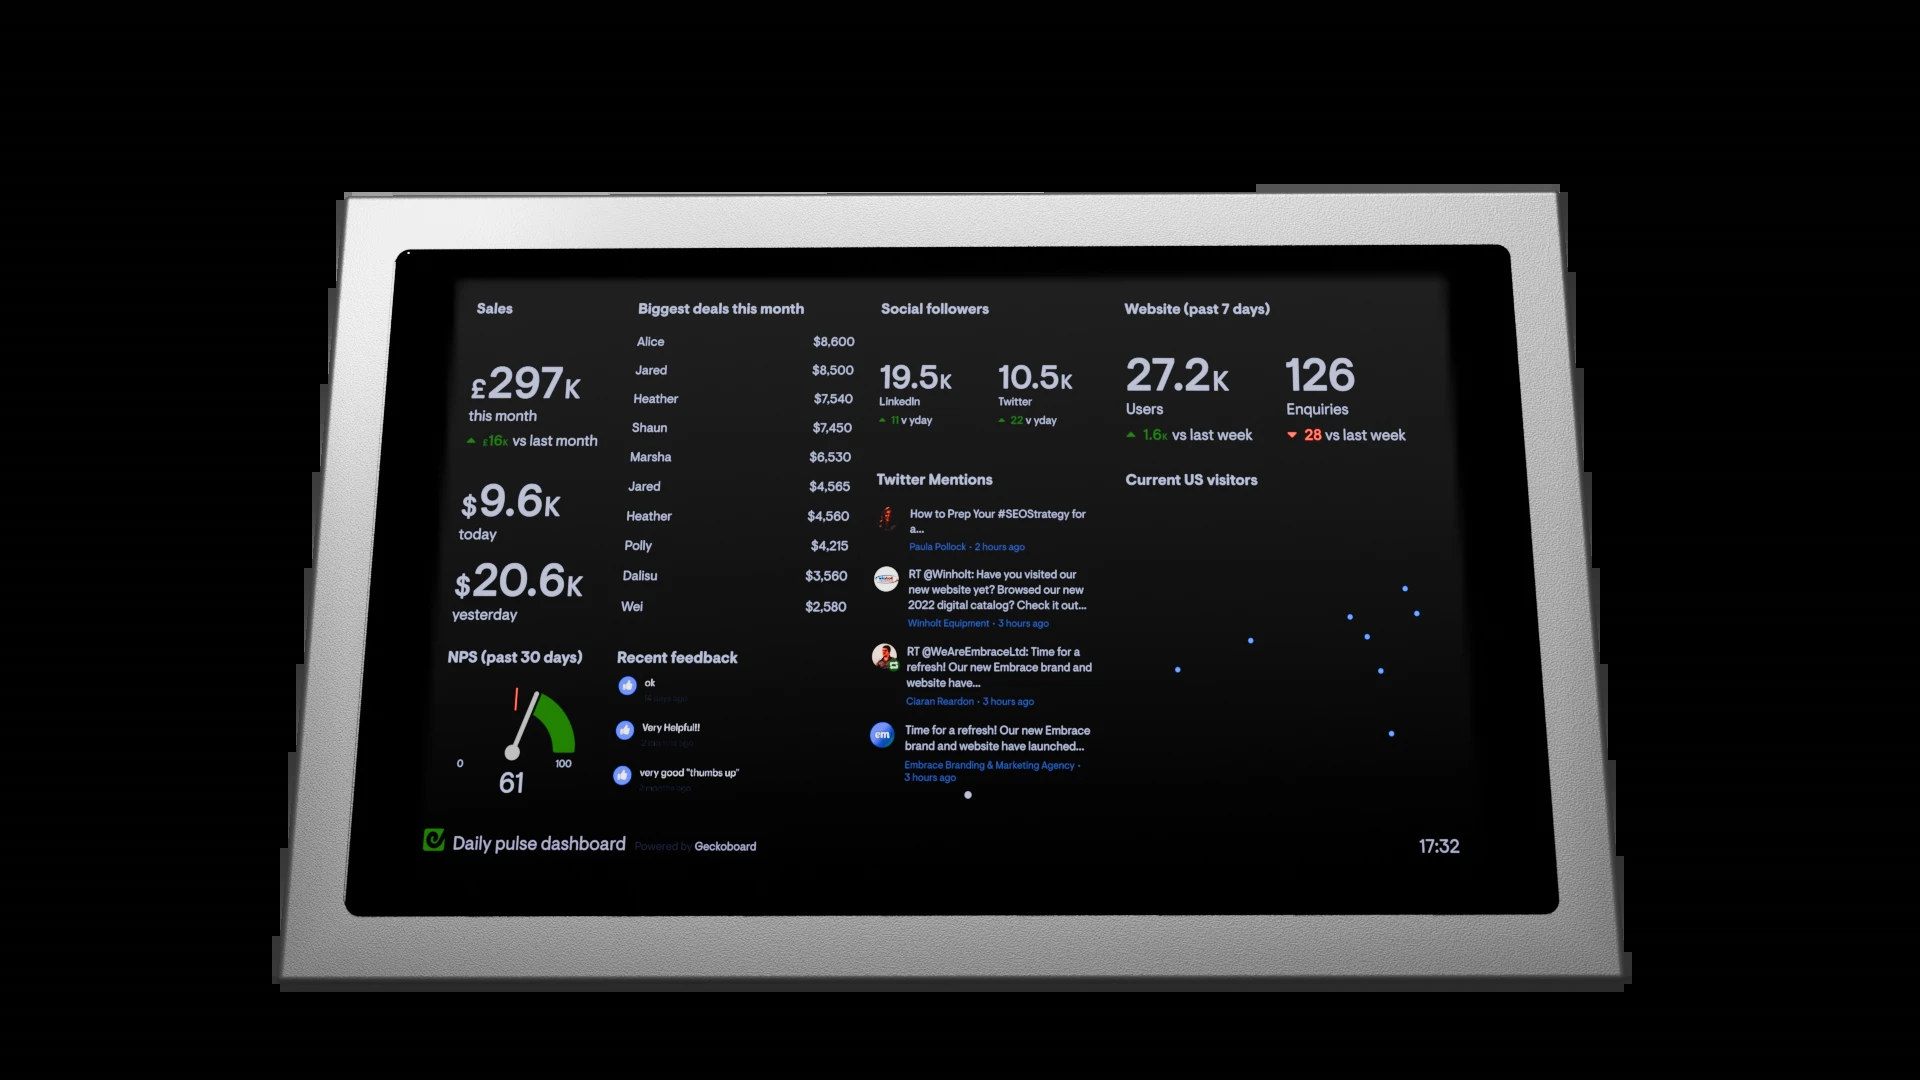 Sales
£297K
this month
£16K vs last month
$9.6K
today
$20.6K
yesterday
NPS (past 30 days)
0
100
61
Biggest deals this month
Alice $8,600
Jared $8,500
Heather $7,540
Shaun $7,450
Marsha $6,530
Jared $4,565
Heather $4,560
Polly $4,215
Dalisu $3,560
Wei $2,580
Recent feedback
ok
Very Helpful!!
2 months ago
very good "thumbs up"
2 months ago
Social followers
19.5K
LinkedIn
11 v yday
10.5K
Twitter
22 v yday
Twitter Mentions
How to Prep Your #SEOStrategy for
a...
Paula Pollock · 2 hours ago
RT @Winholt: Have you visited our
new website yet? Browsed our new
2022 digital catalog? Check it out...
Winholt Equipment · 3 hours ago
RT @WeAreEmbraceLtd: Time for a
refresh! Our new Embrace brand and
website have...
Ciaran Reardon · 3 hours ago
em
Time for a refresh! Our new Embrace
brand and website have launched...
Embrace Branding & Marketing Agency ·
3 hours ago
Website (past 7 days)
27.2K
Users
1.6K vs last week
126
Enquiries
28 vs last week
Current US visitors
Daily pulse dashboard Powered by Geckoboard
17:32